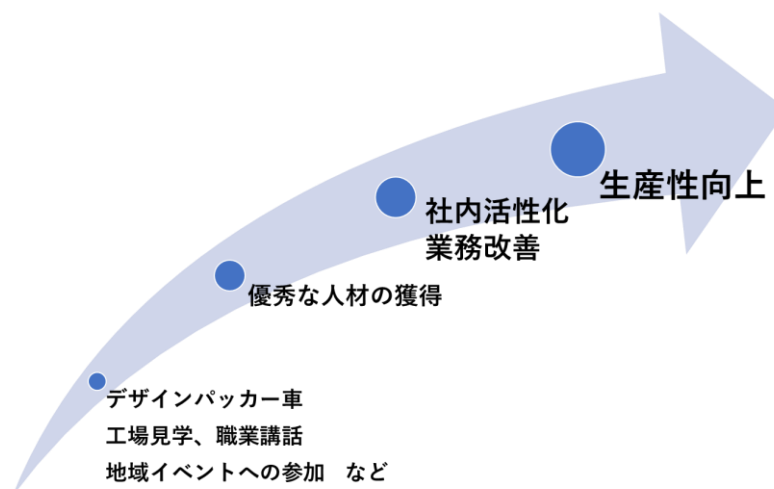 生産性向上
社内活性化
業務改善
優秀な人材の獲得
デザインパッカー車
工場見学、職業講話
地域イベントへの参加　など